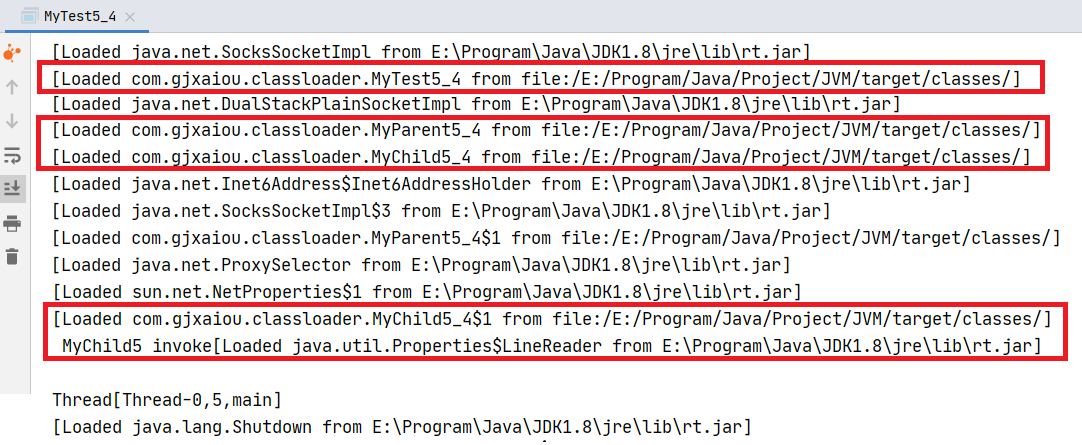 MyTest5_4
[Loaded java.net.SocksSocketImpl from E:\Program\Java\JDK1.8\jre\lib\rt.jar]
[Loaded com.gjxaiou.classloader.MyTest5_4 from file:/E:/Program/Java/Project/JVM/target/classes/]
[Loaded java.net.DualStackPlainSocketImpl from E:\Program\Java\JDK1.8\jre\lib\rt.jar]
[Loaded com.gjxaiou.classloader.MyParent5_4 from file:/E:/Program/Java/Project/JVM/target/classes/]
[Loaded com.gjxaiou.classloader.MyChild5_4 from file:/E:/Program/Java/Project/JVM/target/classes/]
[Loaded java.net.Inet6Address$Inet6AddressHolder from E:\Program\Java\JDK1.8\jre\lib\rt.jar]
[Loaded java.net.SocksSocketImpl$3 from E:\Program\Java\JDK1.8\jre\lib\rt.jar]
[Loaded com.gjxaiou.classloader.MyParent5_4$1 from file:/E:/Program/Java/Project/JVM/target/classes/]
[Loaded java.net.ProxySelector from E:\Program\Java\JDK1.8\jre\lib\rt.jar]
[Loaded sun.net.NetProperties$1 from E:\Program\Java\JDK1.8\jre\lib\rt.jar]
[Loaded com.gjxaiou.classloader.MyChild5_4$1 from file:/E:/Program/Java/Project/JVM/target/classes/]
MyChild5 invoke[Loaded java.util.Properties$LineReader from E:\Program\Java\JDK1.8\jre\lib\rt.jar]
Thread[Thread-0,5,main]
[Loaded java.lang.Shutdown from E:\Program\Java\JDK1.8\jre\lib\rt.jar]